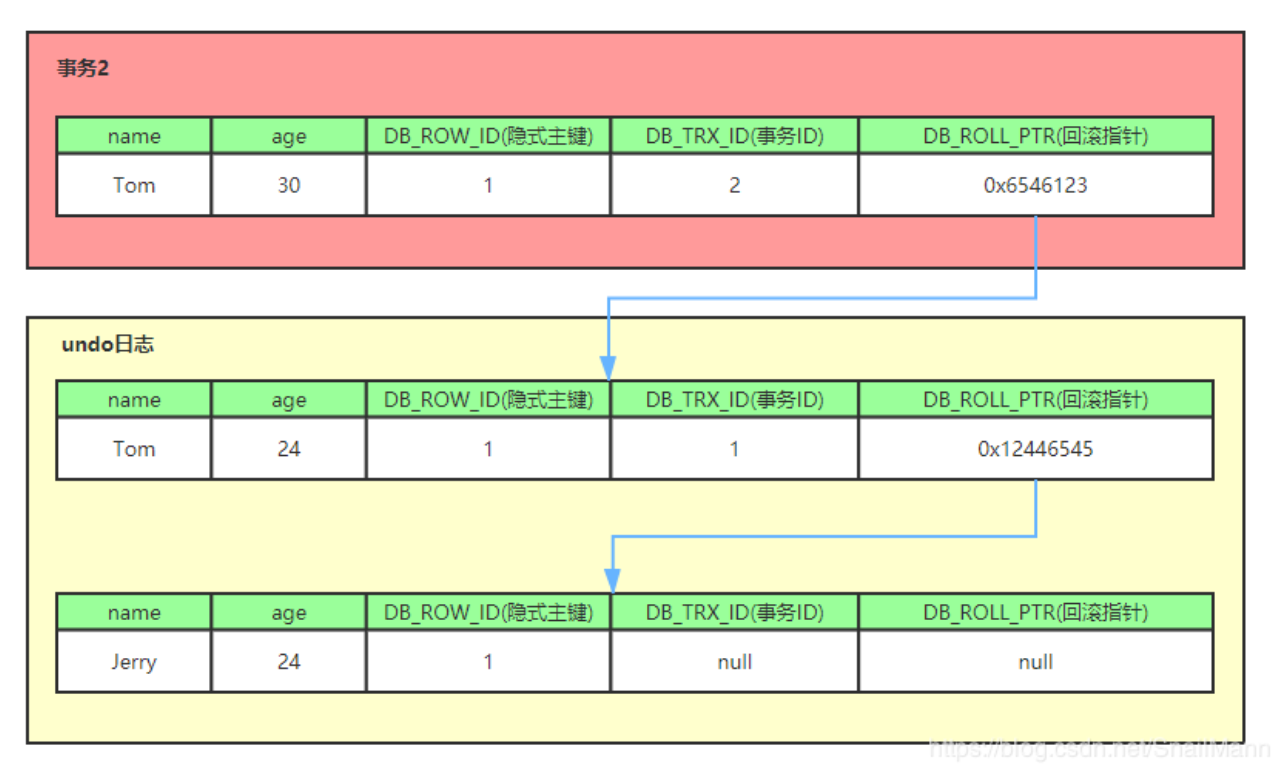 事务2
name age DB_ROW_ID(隐式主键) DB_TRX_ID(事务ID) DB_ROLL_PTR(回滚指针)
Tom 30 1 2 0x6546123
undo日志
name age DB_ROW_ID(隐式主键) DB_TRX_ID(事务ID) DB_ROLL_PTR(回滚指针)
Tom 24 1 1 0x12446545
name age DB_ROW_ID(隐式主键) DB_TRX_ID(事务ID) DB_ROLL_PTR(回滚指针)
Jerry 24 1 null null
https://blog.csdn.net/SnailMann